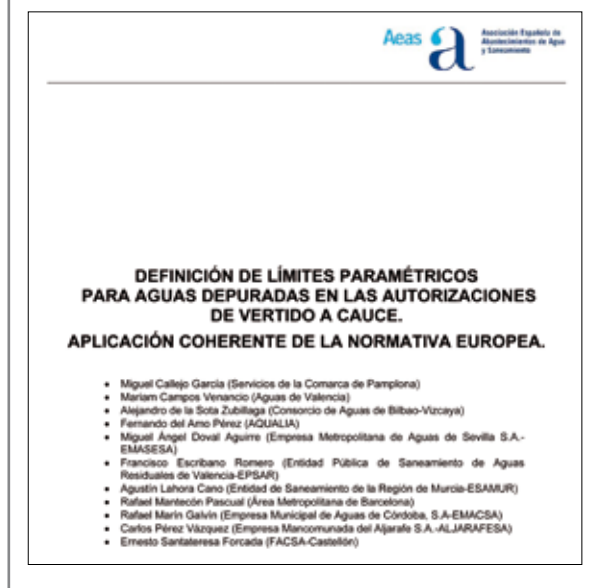 Aeas
Asociación Española de
Abastecimientos de Agua
y Saneamiento
DEFINICIÓN DE LÍMITES PARAMÉTRICOS
PARA AGUAS DEPURADAS EN LAS AUTORIZACIONES
DE VERTIDO A CAUCE.
APLICACIÓN COHERENTE DE LA NORMATIVA EUROPEA.
• Miguel Callejo García (Servicios de la Comarca de Pamplona)
• Mariam Campos Venancio (Aguas de Valencia)
• Alejandro de la Sota Zubillaga (Consorcio de Aguas de Bilbao-Vizcaya)
• Fernando del Amo Pérez (AQUALIA)
• Miguel Ángel Doval Aguirre (Empresa Metropolitana de Aguas de Sevilla S.A.-
EMASESA)
• Francisco Escribano Romero (Entidad Pública de Saneamiento de Aguas
Residuales de Valencia-EPSAR)
• Agustín Lahora Cano (Entidad de Saneamiento de la Región de Murcia-ESAMUR)
• Rafael Mantecón Pascual (Área Metropolitana de Barcelona)
• Rafael Marín Galvín (Empresa Municipal de Aguas de Córdoba, S.A-EMACSA)
• Carlos Pérez Vázquez (Empresa Mancomunada del Aljarafe S.A.-ALJARAFESA)
• Ernesto Santateresa Forcada (FACSA-Castellón)